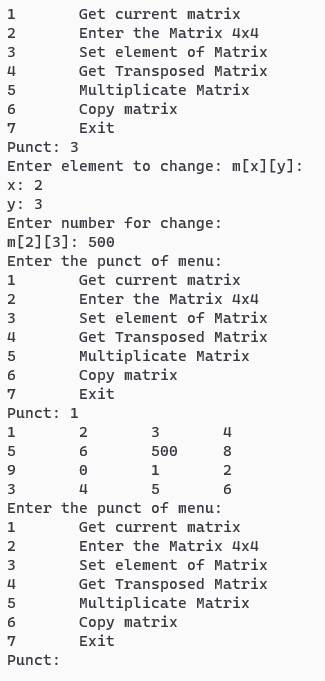 1 Get current matrix
2 Enter the Matrix 4x4
3 Set element of Matrix
4 Get Transposed Matrix
5 Multiplicate Matrix
6 Copy matrix
7 Exit
Punct: 3
Enter element to change: m[x][y]:
x: 2
y: 3
Enter number for change:
m[2][3]: 500
Enter the punct of menu:
1 Get current matrix
2 Enter the Matrix 4x4
3 Set element of Matrix
4 Get Transposed Matrix
5 Multiplicate Matrix
6 Copy matrix
7 Exit
Punct: 1
1 2 3 4
5 6 500 8
9 0 1 2
3 4 5 6
Enter the punct of menu:
1 Get current matrix
2 Enter the Matrix 4x4
3 Set element of Matrix
4 Get Transposed Matrix
5 Multiplicate Matrix
6 Copy matrix
7 Exit
Punct: